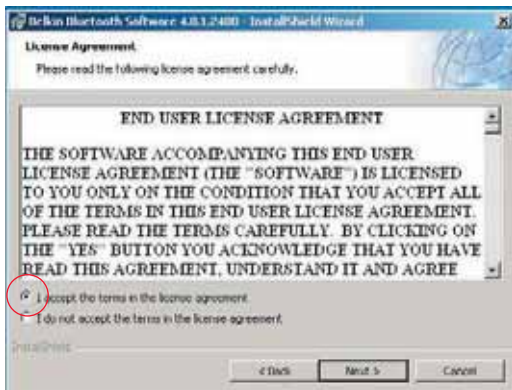 Belkin Bluetooth Software 4.0.1.2400 - InstallShield Wizard
License Agreement
Please read the following license agreement carefully.
END USER LICENSE AGREEMENT
THE SOFTWARE ACCOMPANYING THIS END USER
LICENSE AGREEMENT (THE "SOFTWARE") IS LICENSED
TO YOU ONLY ON THE CONDITION THAT YOU ACCEPT ALL
OF THE TERMS IN THIS END USER LICENSE AGREEMENT.
PLEASE READ THE TERMS CAREFULLY. BY CLICKING ON
THE "YES" BUTTON YOU ACKNOWLEDGE THAT YOU HAVE
READ THIS AGREEMENT, UNDERSTAND IT AND AGREE
I accept the terms in the license agreement
I do not accept the terms in the license agreement
InstallShield
< Back Next > Cancel